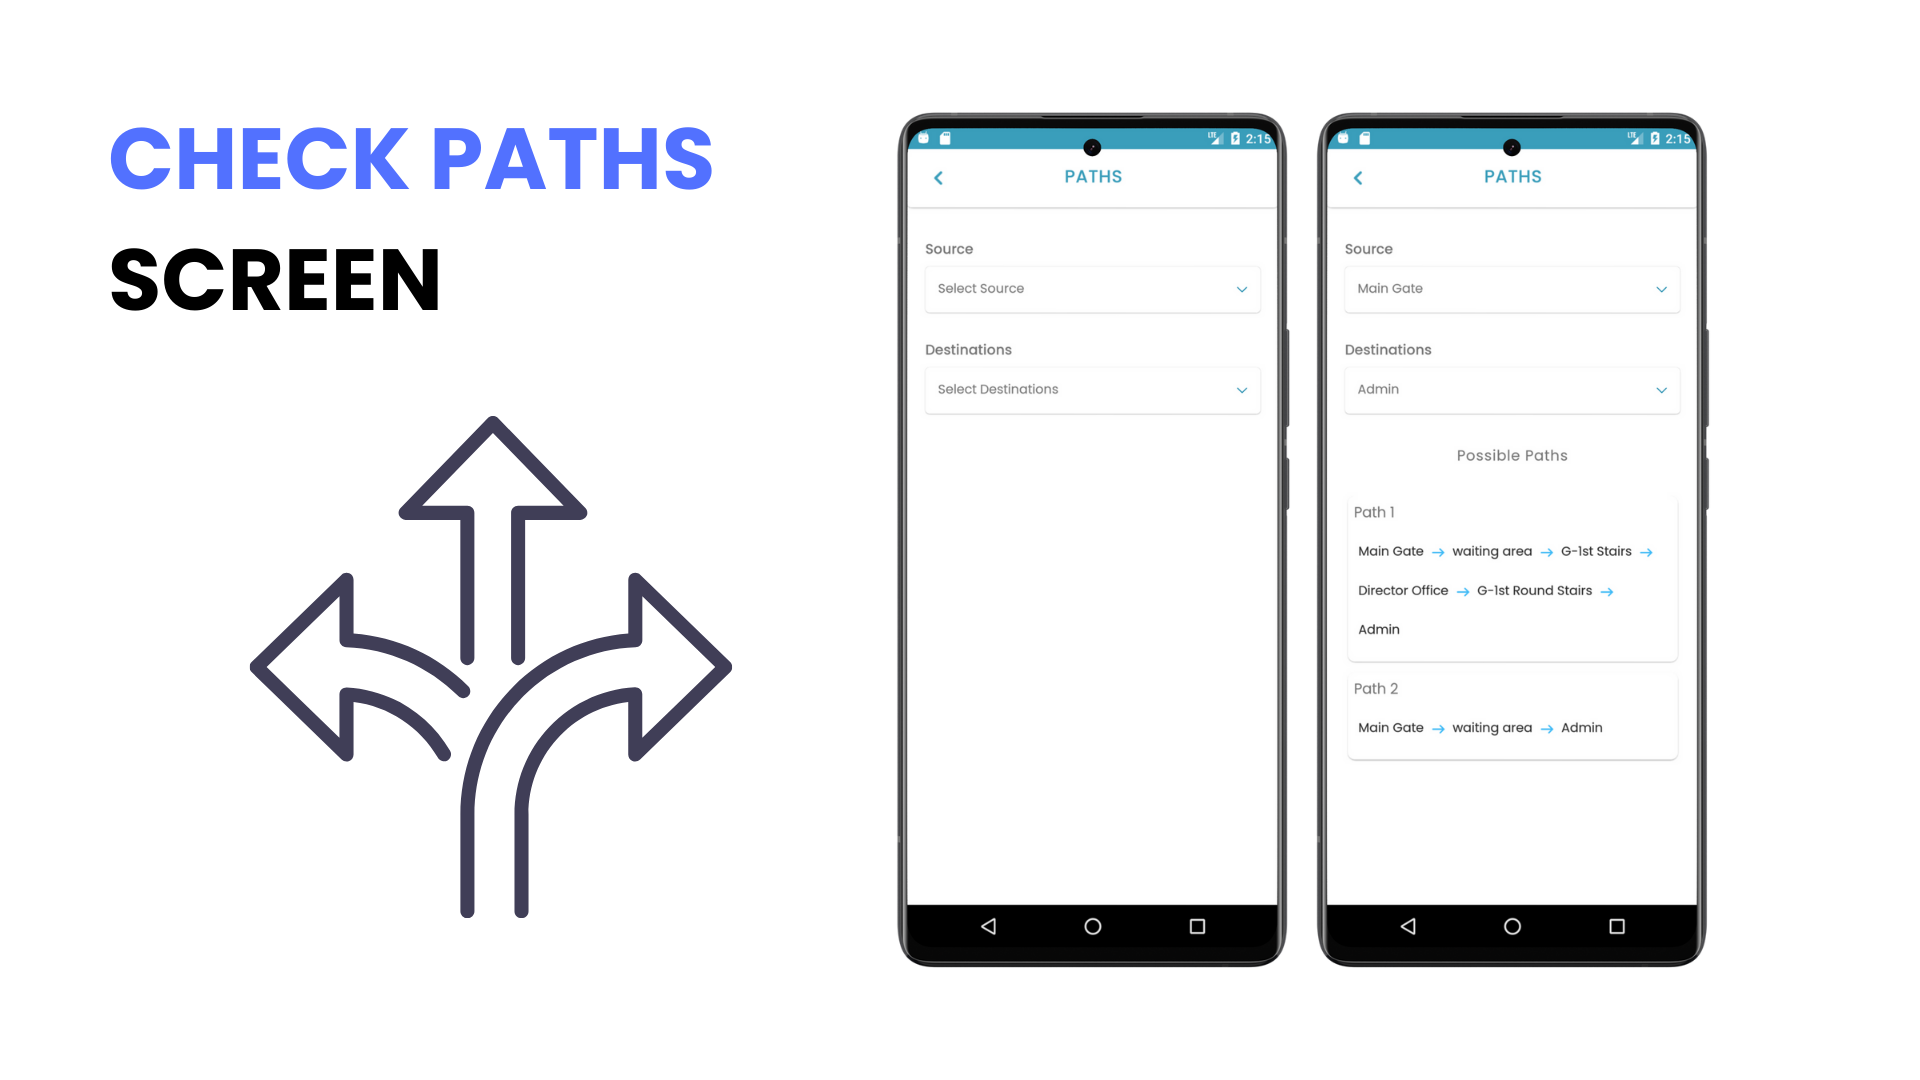 CHECK PATHS
SCREEN
LTE 2:15
PATHS
Source
Select Source
Destinations
Select Destinations
LTE 2:15
PATHS
Source
Main Gate
Destinations
Admin
Possible Paths
Path 1
Main Gate → waiting area → G-1st Stairs →
Director Office → G-1st Round Stairs →
Admin
Path 2
Main Gate → waiting area → Admin